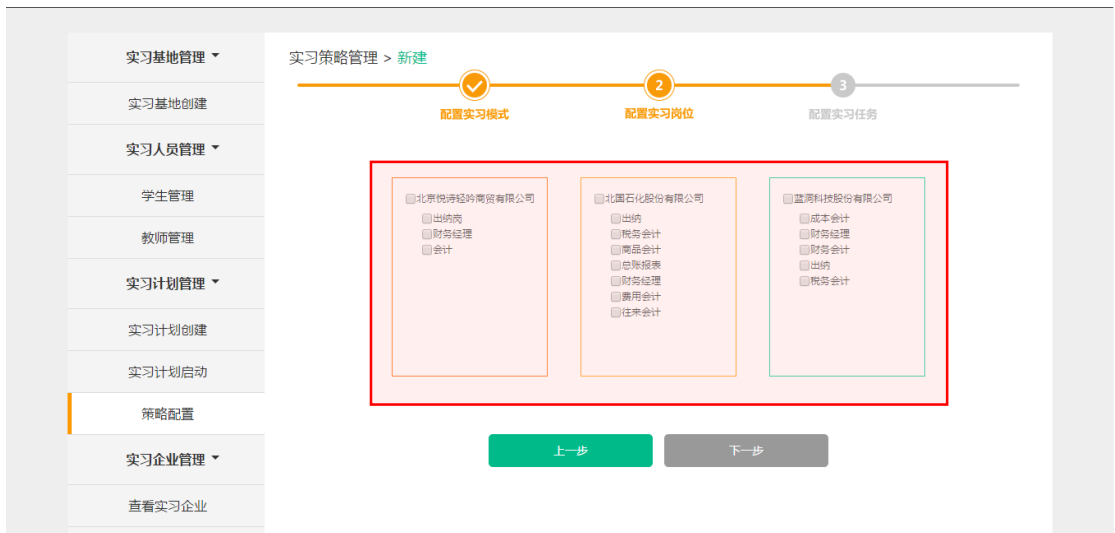 实习基地管理
实习基地创建
实习人员管理
学生管理
教师管理
实习计划管理
实习计划创建
实习计划启动
策略配置
实习企业管理
查看实习企业
实习策略管理 > 新建
2
3
配置实习模式
配置实习岗位
配置实习任务
北京悦诗轻吟商贸有限公司
出纳岗
财务经理
会计
北国石化股份有限公司
出纳
税务会计
商品会计
总账报表
财务经理
费用会计
往来会计
蓝洞科技股份有限公司
成本会计
财务经理
财务会计
出纳
税务会计
上一步
下一步